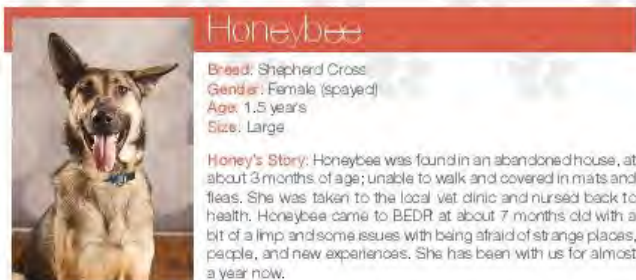 Honeybee
Breed: Shepherd Cross
Gender: Female (spayed)
Age: 1.5 years
Size: Large
Honey's Story: Honeybee was found in an abandoned house, at
about 3 months of age; unable to walk and covered in mats and
fleas. She was taken to the local vet clinic and nursed back to
health. Honeybee came to BEDR at about 7 months old with a
bit of a limp and some issues with being afraid of strange places,
people, and new experiences. She has been with us for almost
a year now.